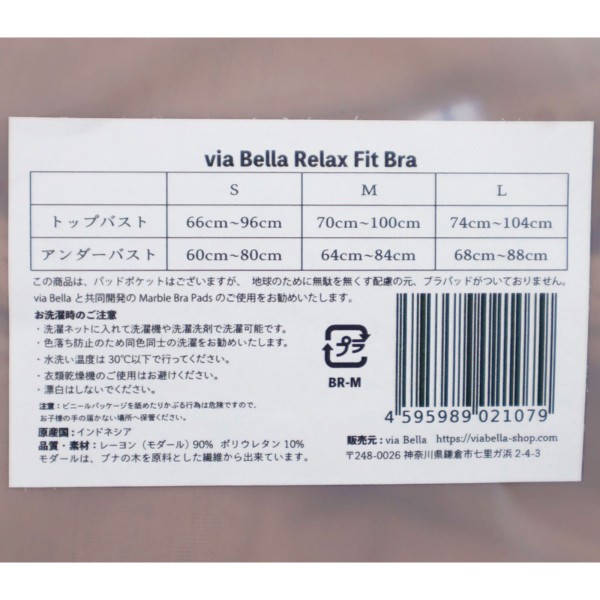 via Bella Relax Fit Bra
S M L
トップバスト 66cm~96cm 70cm~100cm 74cm~104cm
アンダーバスト 60cm~80cm 64cm~84cm 68cm~88cm
この商品は、パッドポケットはございますが、 地球のために無駄を無くす配慮の元、ブラパッドがついておりません。
via Bella と共同開発の Marble Bra Pads のご使用をお勧めいたします。
お洗濯時のご注意
・洗濯ネットに入れて洗濯機や洗濯洗剤で洗濯可能です。
・色落ち防止のため同色同士の洗濯をお勧めいたします。
・水洗い温度は30℃以下で行ってください。
・衣類乾燥機のご使用はお避けください。
・漂白はしないでください。
注意：ビニールパッケージを舐めたりかぶる行為は危険ですので、
お子様の手の届かない場所へ保管ください。
原産国：インドネシア
品質・素材：レーヨン（モダール）90% ポリウレタン 10%
モダールは、ブナの木を原料とした繊維から出来ています。
プラ
BR-M
4 595989 021079
販売元：via Bella https://viabella-shop.com
〒248-0026 神奈川県鎌倉市七里ガ浜 2-4-3